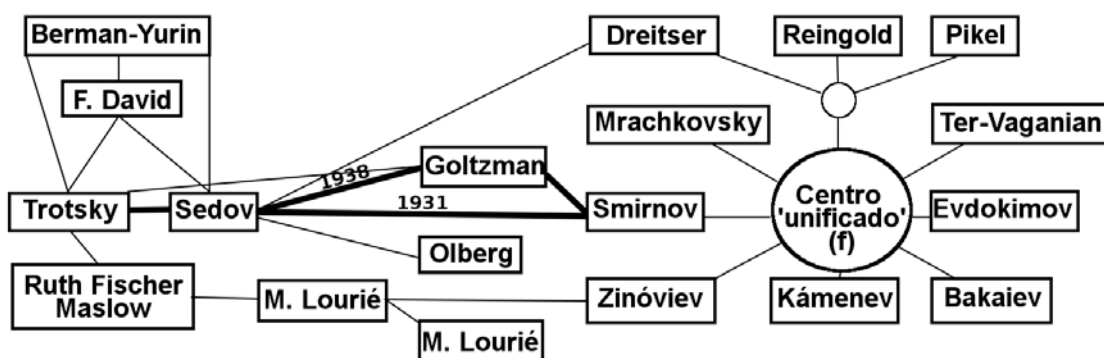 Berman-Yurin
Dreitser
Reingold
Pikel
F. David
Mrachkovsky
Ter-Vaganian
Goltzman
1938
1931
Trotsky
Sedov
Smirnov
Centro
'unificado'
(f)
Evdokimov
Olberg
Ruth Fischer
Maslow
M. Lourié
Zinóviev
Kámenev
Bakaiev
M. Lourié